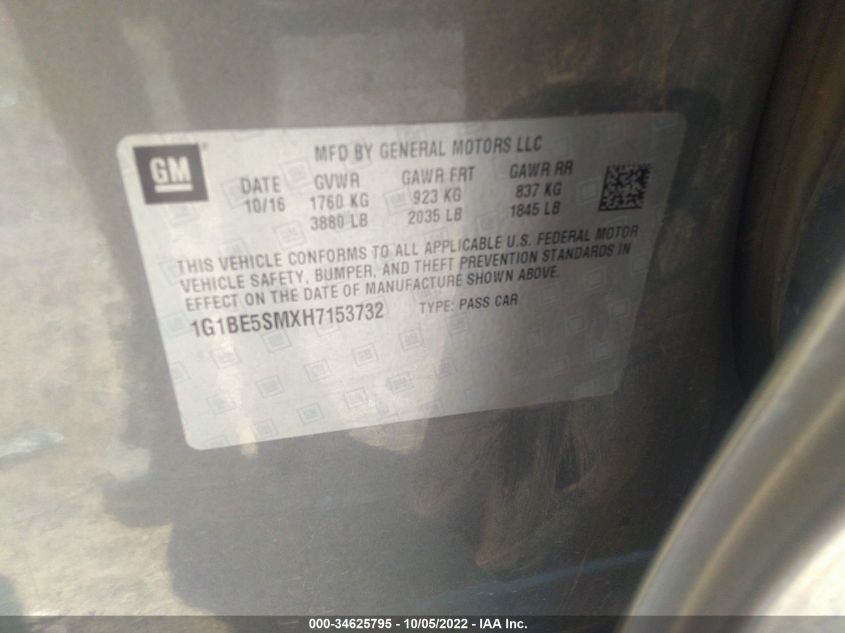 GM
MFD BY GENERAL MOTORS LLC
DATE GVWR GAWR FRT GAWR RR
10/16 1760 KG 923 KG 837 KG
3880 LB 2035 LB 1845 LB
THIS VEHICLE CONFORMS TO ALL APPLICABLE U.S. FEDERAL MOTOR
VEHICLE SAFETY, BUMPER, AND THEFT PREVENTION STANDARDS IN
EFFECT ON THE DATE OF MANUFACTURE SHOWN ABOVE.
1G1BE5SMXH7153732 TYPE: PASS CAR
000-34625795 - 10/05/2022 - IAA Inc.